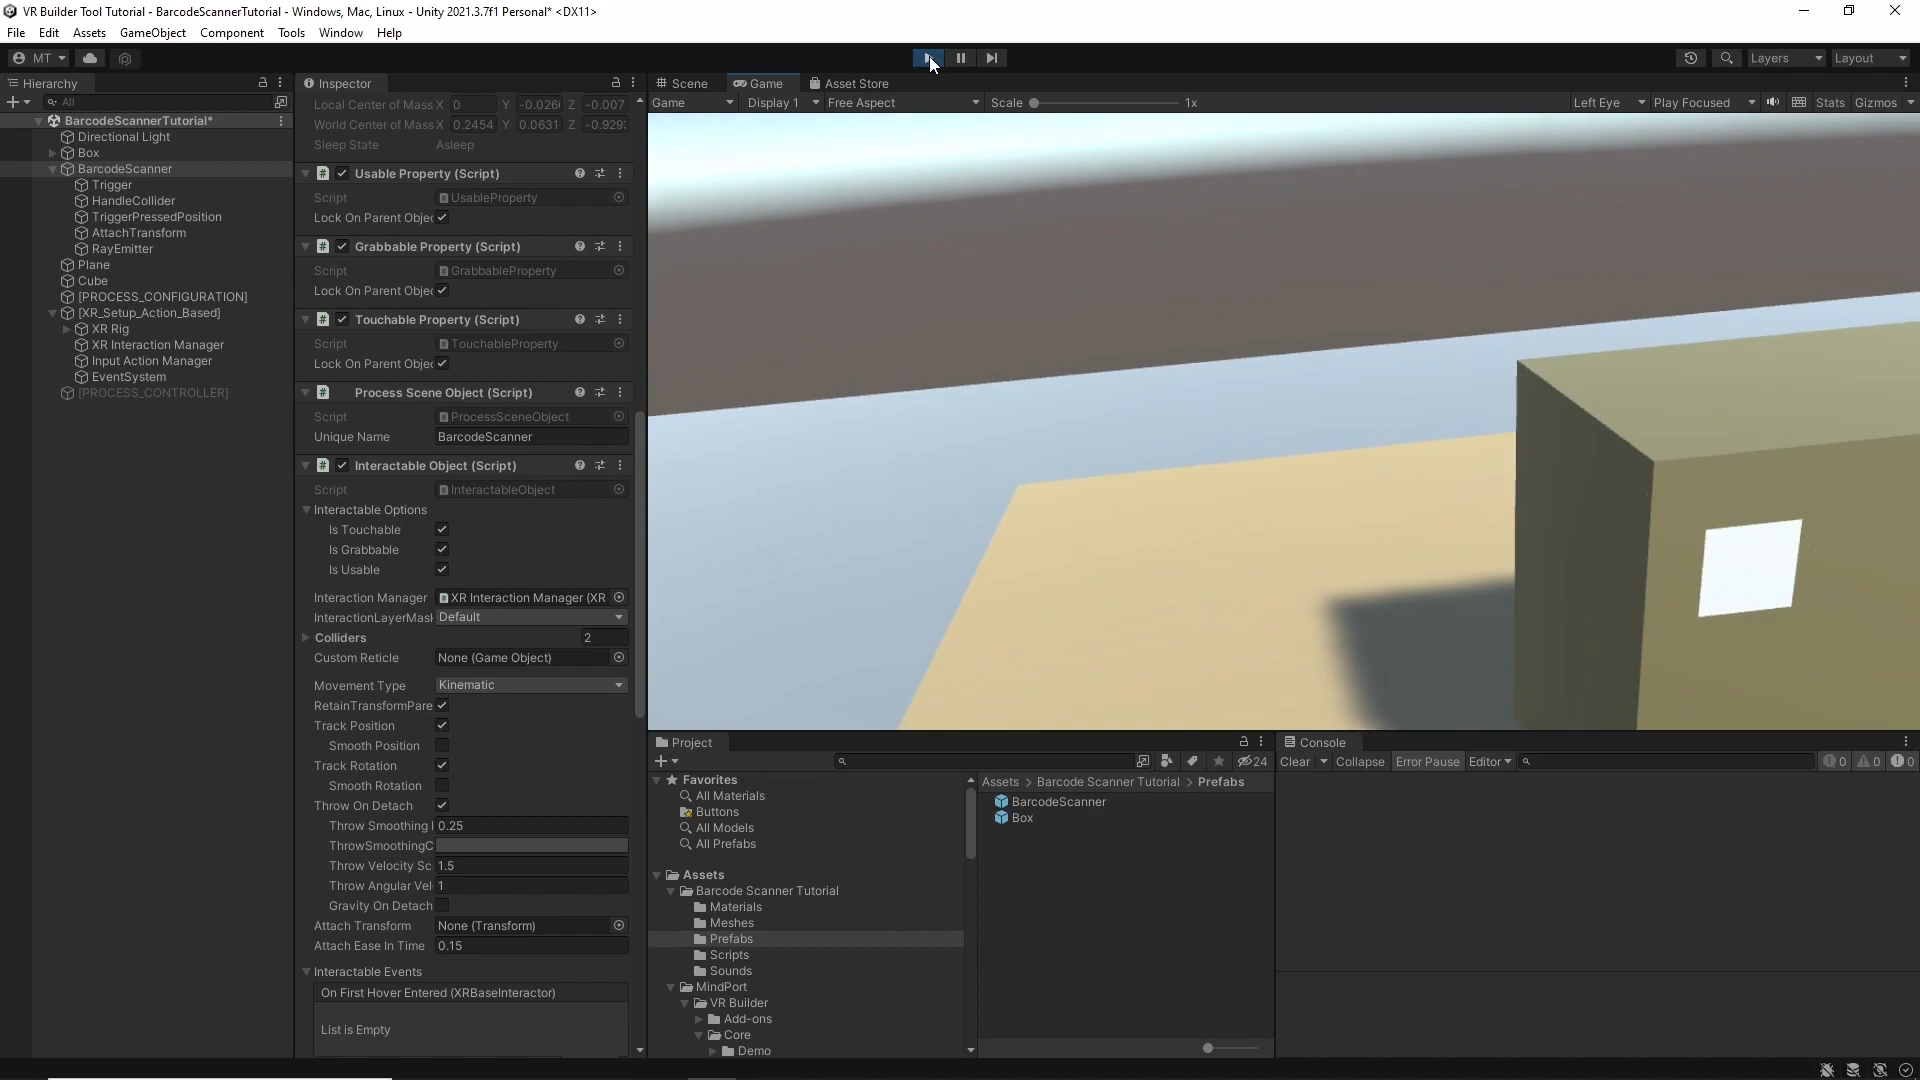 VR Builder Tool Tutorial - BarcodeScannerTutorial - Windows, Mac, Linux - Unity 2021.3.7f1 Personal* <DX11>
File Edit Assets GameObject Component Tools Window Help
MT Layers Layout
Hierarchy
All
BarcodeScannerTutorial*
Directional Light
Box
BarcodeScanner
Trigger
HandleCollider
TriggerPressedPosition
AttachTransform
RayEmitter
Plane
Cube
[PROCESS_CONFIGURATION]
[XR_Setup_Action_Based]
XR Rig
XR Interaction Manager
Input Action Manager
EventSystem
[PROCESS_CONTROLLER]
Inspector
Local Center of Mass X 0 Y -0.026 Z -0.007
World Center of Mass X 0.2454 Y 0.0631 Z -0.929
Sleep State Asleep
# Usable Property (Script)
Script UsableProperty
Lock On Parent Objec
# Grabbable Property (Script)
Script GrabbableProperty
Lock On Parent Objec
# Touchable Property (Script)
Script TouchableProperty
Lock On Parent Objec
# Process Scene Object (Script)
Script ProcessSceneObject
Unique Name BarcodeScanner
# Interactable Object (Script)
Script InteractableObject
Interactable Options
Is Touchable
Is Grabbable
Is Usable
Interaction Manager XR Interaction Manager (XR
InteractionLayerMask Default
Colliders 2
Custom Reticle None (Game Object)
Movement Type Kinematic
RetainTransformPare
Track Position
Smooth Position
Track Rotation
Smooth Rotation
Throw On Detach
Throw Smoothing 0.25
ThrowSmoothingC
Throw Velocity Sc 1.5
Throw Angular Vel 1
Gravity On Detach
Attach Transform None (Transform)
Attach Ease In Time 0.15
Interactable Events
On First Hover Entered (XRBaseInteractor)
List is Empty
Scene Game Asset Store
Game Display 1 Free Aspect Scale 1x Left Eye Play Focused Stats Gizmos
Project
24
Favorites
All Materials
Buttons
All Models
All Prefabs
Assets
Barcode Scanner Tutorial
Materials
Meshes
Prefabs
Scripts
Sounds
MindPort
VR Builder
Add-ons
Core
Demo
Assets > Barcode Scanner Tutorial > Prefabs
BarcodeScanner
Box
Console
Clear Collapse Error Pause Editor 0 0 0